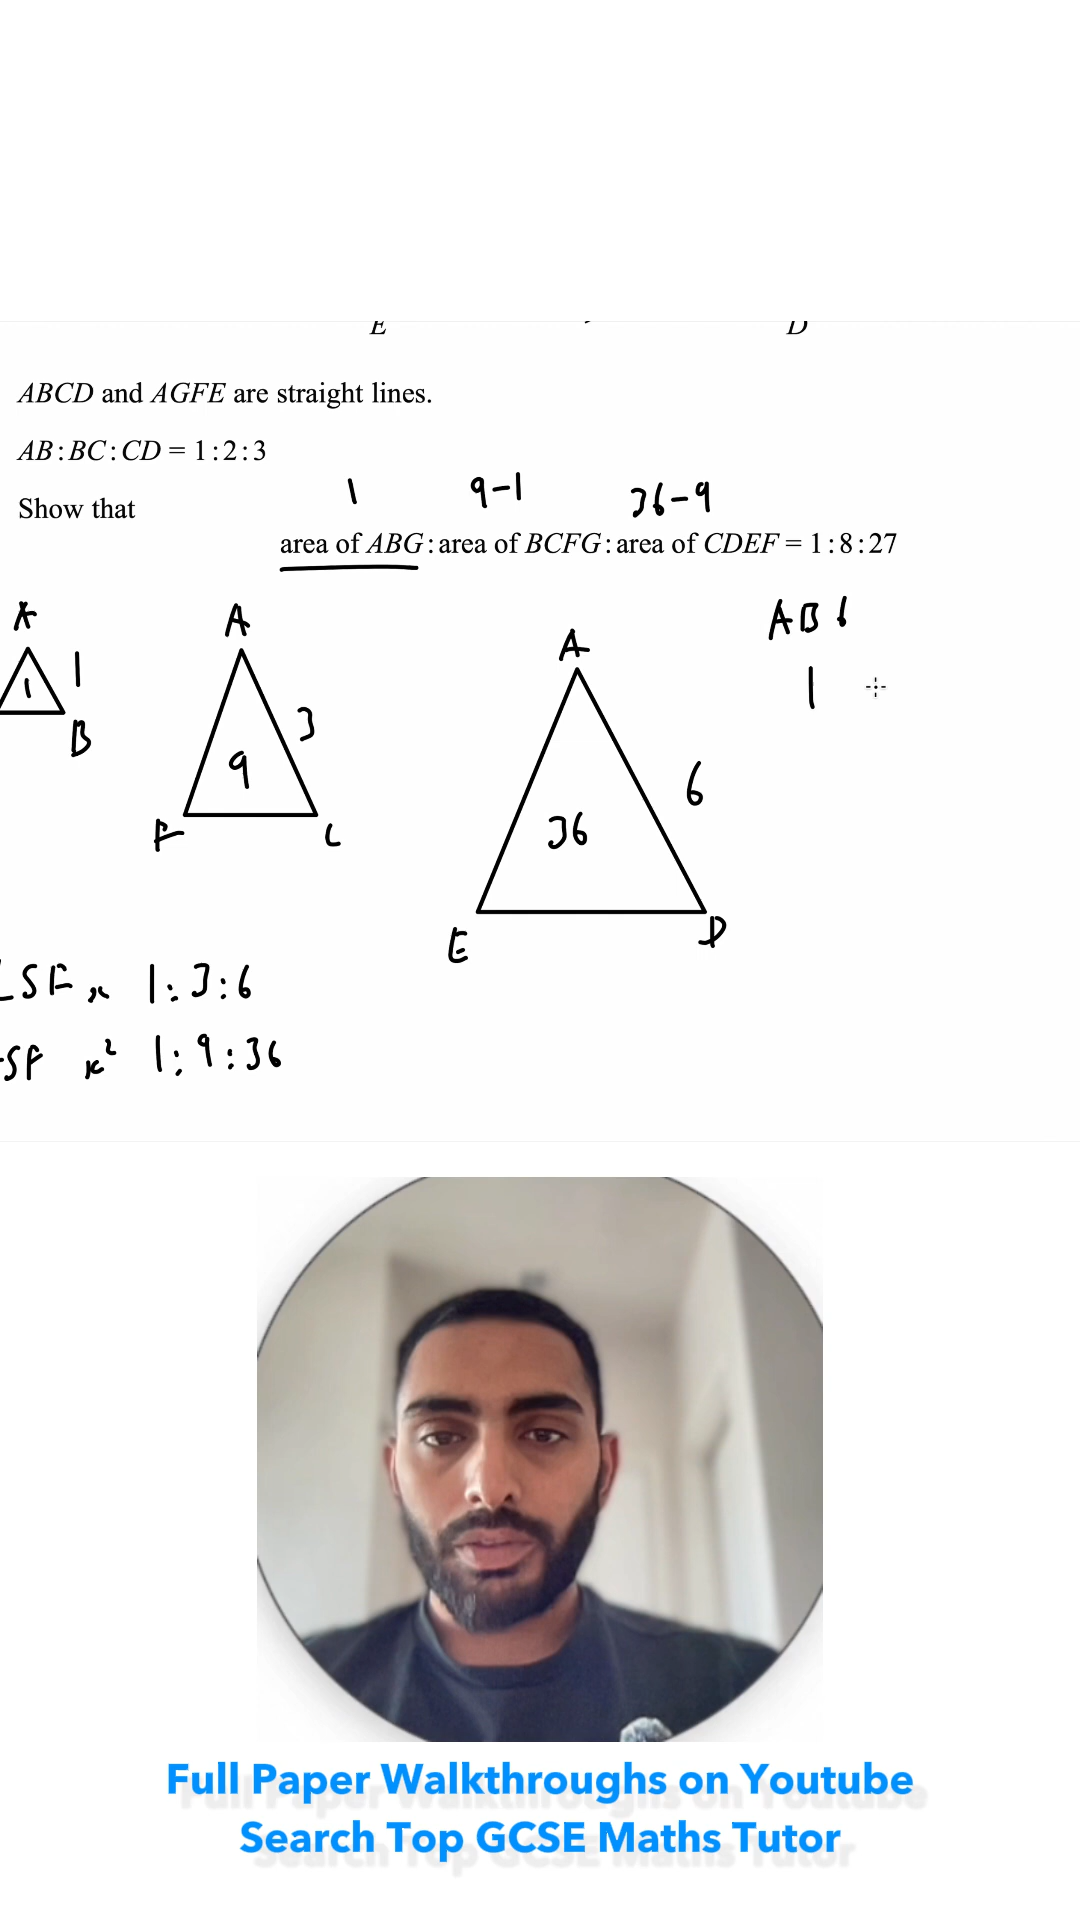 E D
ABCD and AGFE are straight lines.
AB : BC : CD = 1 : 2 : 3
1 9-1 36-9
Show that
area of ABG : area of BCFG : area of CDEF = 1 : 8 : 27
A A A ABG
1 1 1
B 3 6
9 36
F C
E D
LSF x 1:3:6
SF x² 1:9:36
Full Paper Walkthroughs on Youtube
Search Top GCSE Maths Tutor